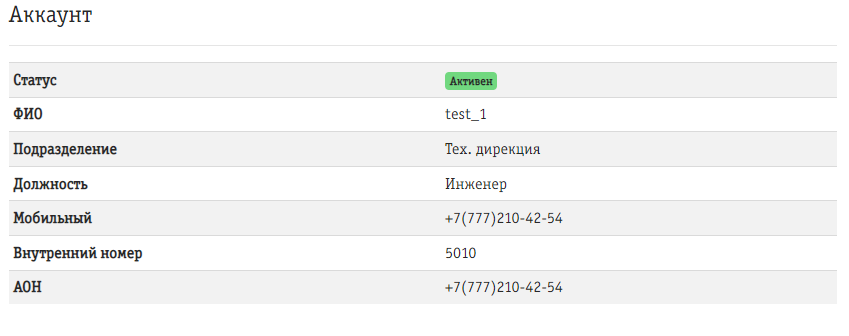 Аккаунт
Статус Активен
ФИО test_1
Подразделение Тех. дирекция
Должность Инженер
Мобильный +7(777)210-42-54
Внутренний номер 5010
АОН +7(777)210-42-54